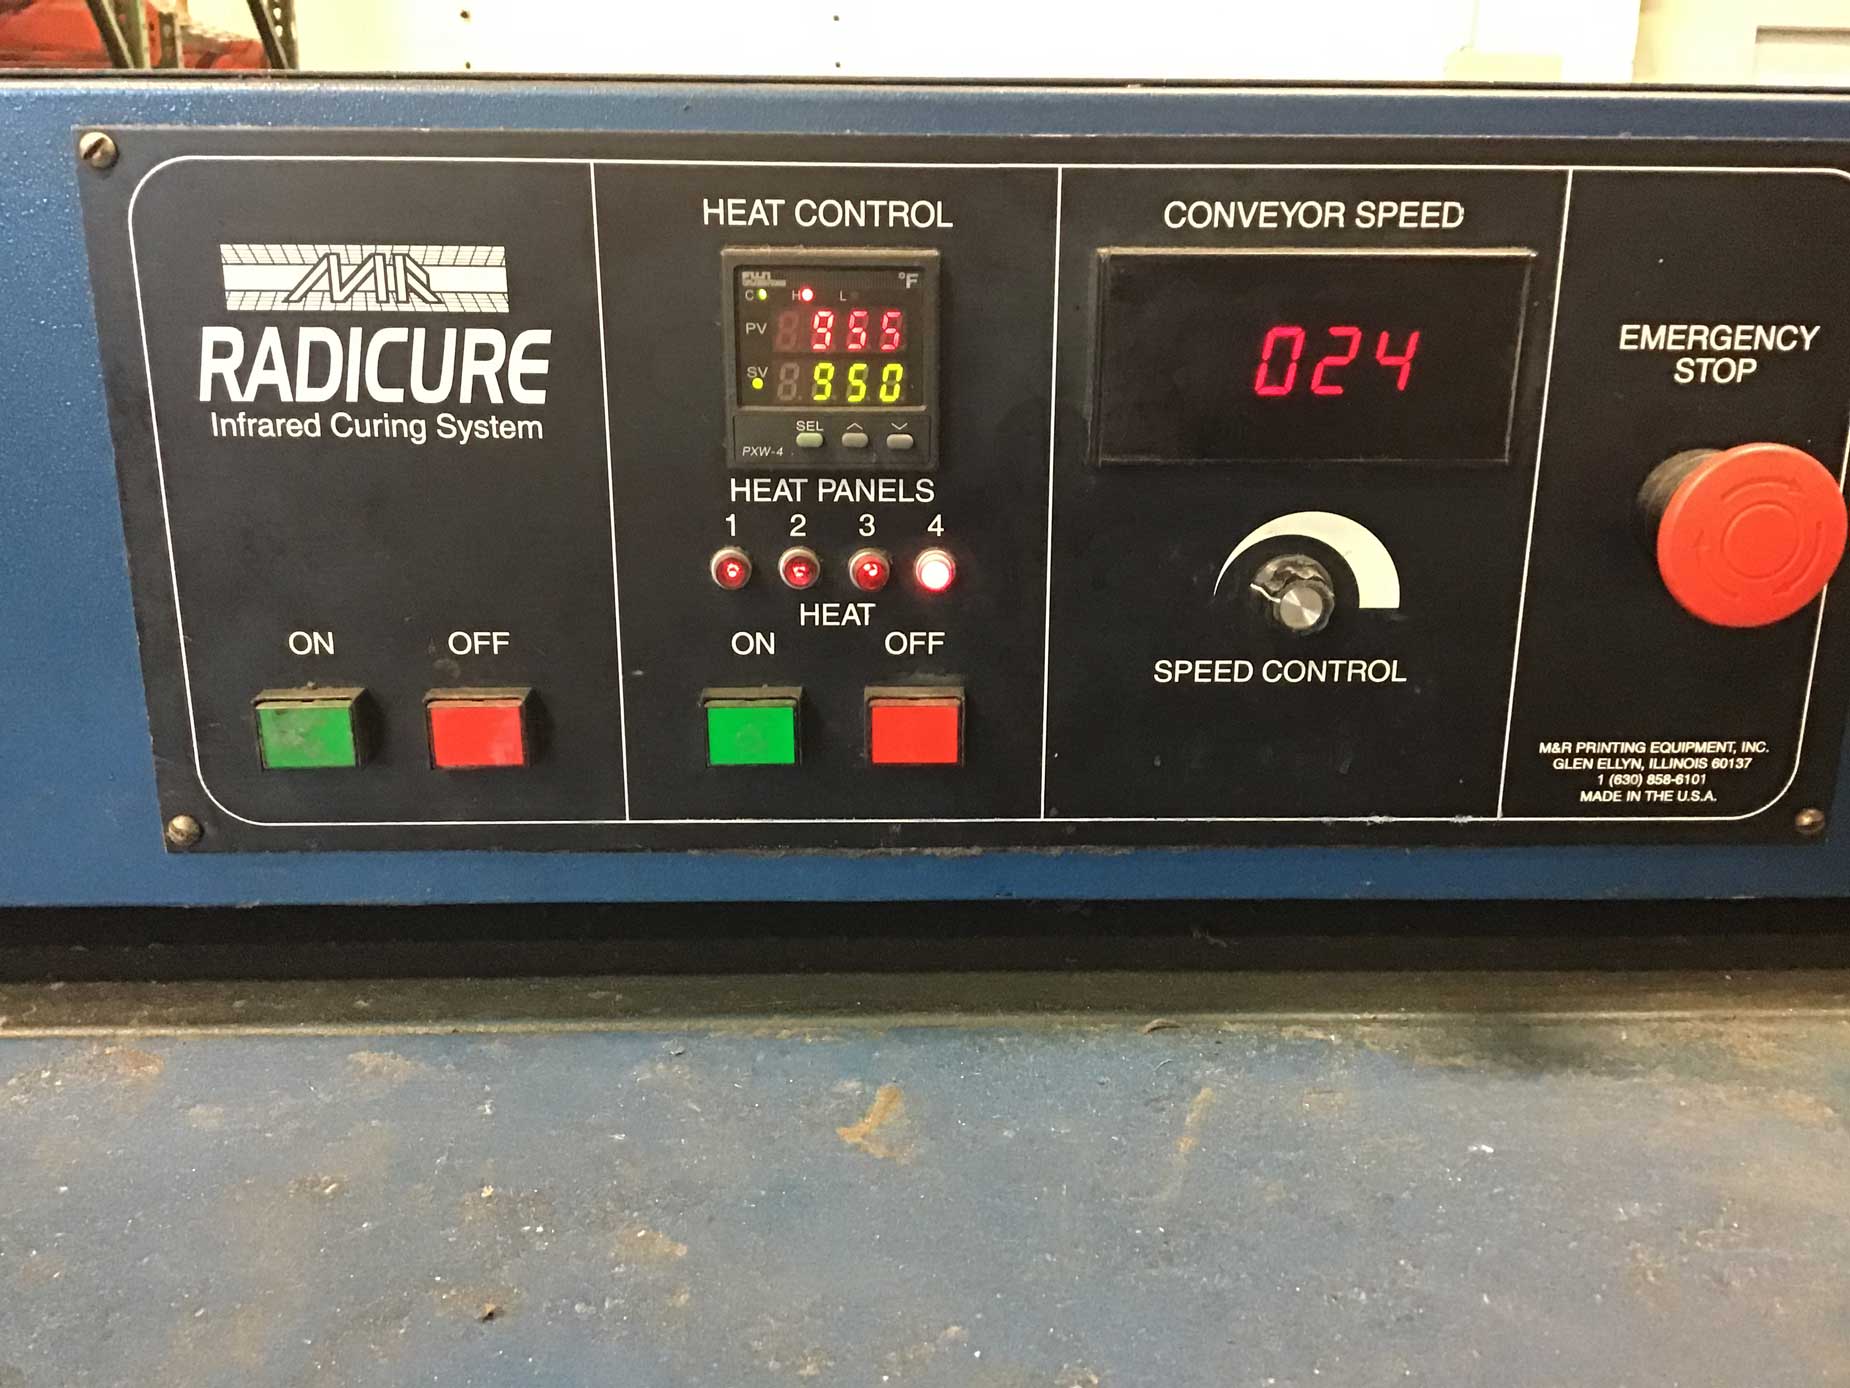 M&R
RADICURE
Infrared Curing System
ON OFF
HEAT CONTROL
FUJI
°F
C H L
PV 955
SV 950
SEL
PXW-4
HEAT PANELS
1 2 3 4
HEAT
ON OFF
CONVEYOR SPEED
024
SPEED CONTROL
EMERGENCY
STOP
M&R PRINTING EQUIPMENT, INC.
GLEN ELLYN, ILLINOIS 60137
1 (630) 858-6101
MADE IN THE U.S.A.